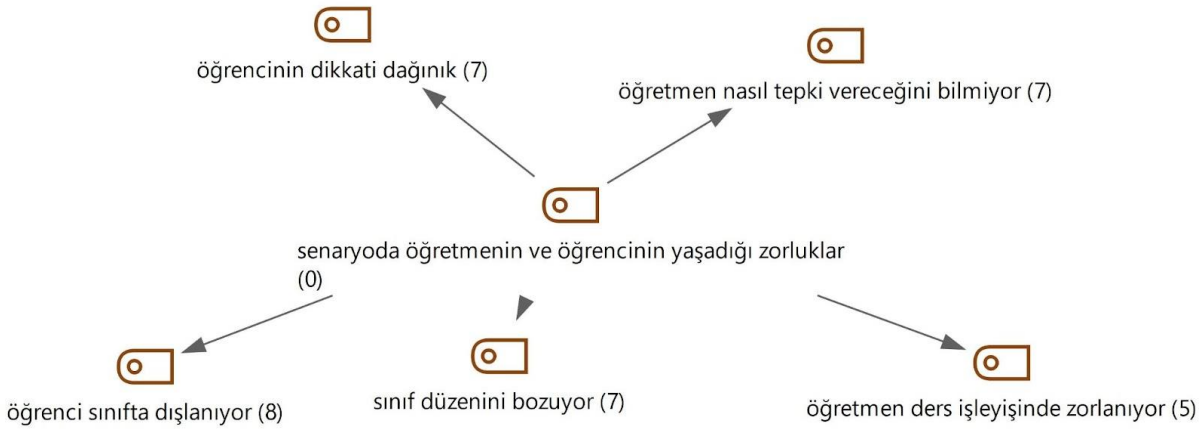 öğrencinin dikkati dağınık (7)
öğretmen nasıl tepki vereceğini bilmiyor (7)
senaryoda öğretmenin ve öğrencinin yaşadığı zorluklar
(0)
öğrenci sınıfta dışlanıyor (8)
sınıf düzenini bozuyor (7)
öğretmen ders işleyişinde zorlanıyor (5)